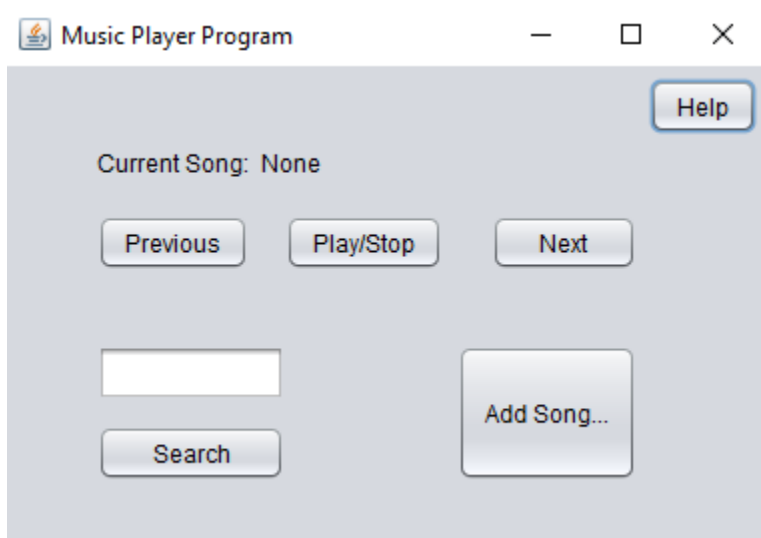 Music Player Program
Help
Current Song: None
Previous Play/Stop Next
Add Song...
Search